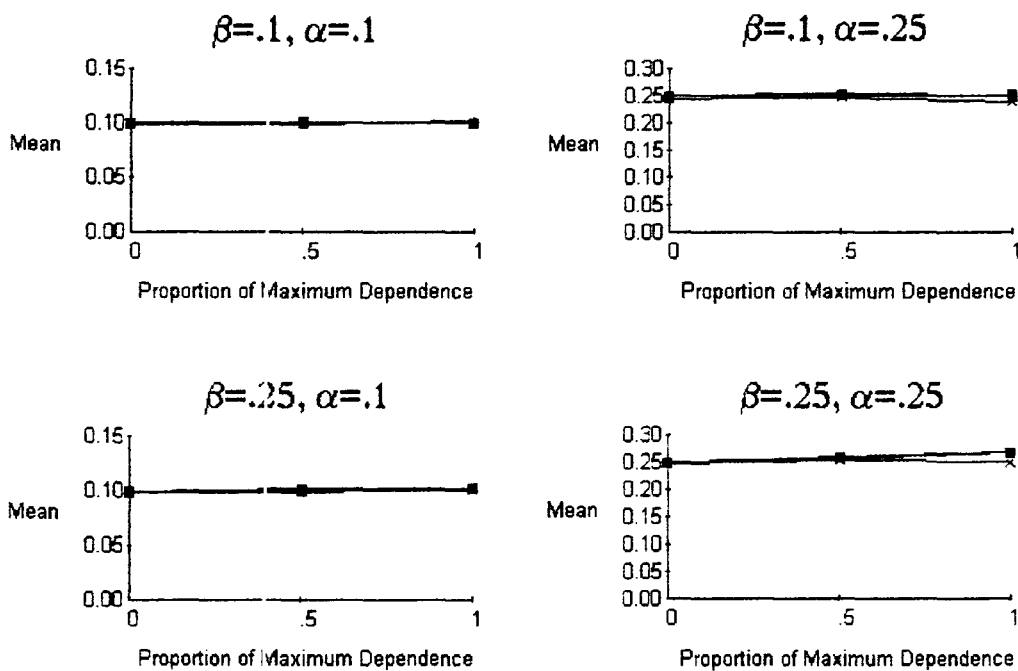 β=.1, α=.1
0.15
0.10
Mean
0.05
0.00
0 .5 1
Proportion of Maximum Dependence
β=.1, α=.25
0.30
0.25
0.20
Mean
0.15
0.10
0.05
0.00
0 .5 1
Proportion of Maximum Dependence
β=.25, α=.1
0.15
0.10
Mean
0.05
0.00
0 .5 1
Proportion of Maximum Dependence
β=.25, α=.25
0.30
0.25
0.20
Mean
0.15
0.10
0.05
0.00
0 .5 1
Proportion of Maximum Dependence